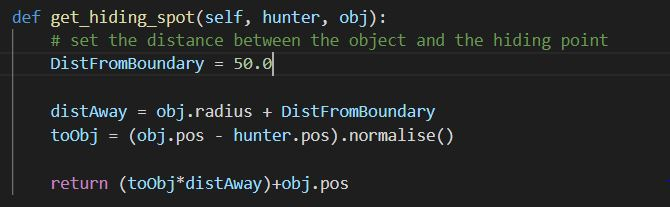 def get_hiding_spot(self, hunter, obj):
    # set the distance between the object and the hiding point
    DistFromBoundary = 50.0
    distAway = obj.radius + DistFromBoundary
    toObj = (obj.pos - hunter.pos).normalise()
    return (toObj*distAway)+obj.pos